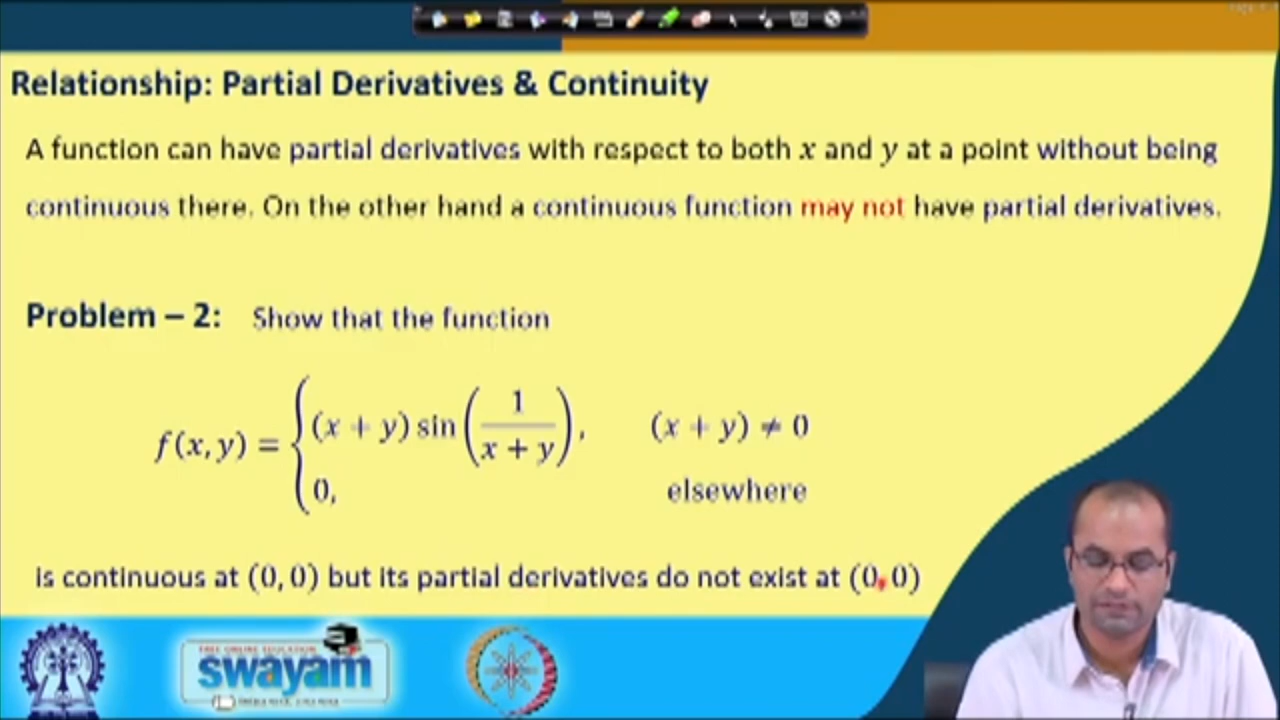 Relationship: Partial Derivatives & Continuity
A function can have partial derivatives with respect to both x and y at a point without being
continuous there. On the other hand a continuous function may not have partial derivatives.
Problem – 2: Show that the function
f(x, y) = { (x + y) sin (1 / (x + y)), (x + y) ≠ 0
0, elsewhere
is continuous at (0, 0) but its partial derivatives do not exist at (0, 0)
FREE ONLINE EDUCATION
swayam